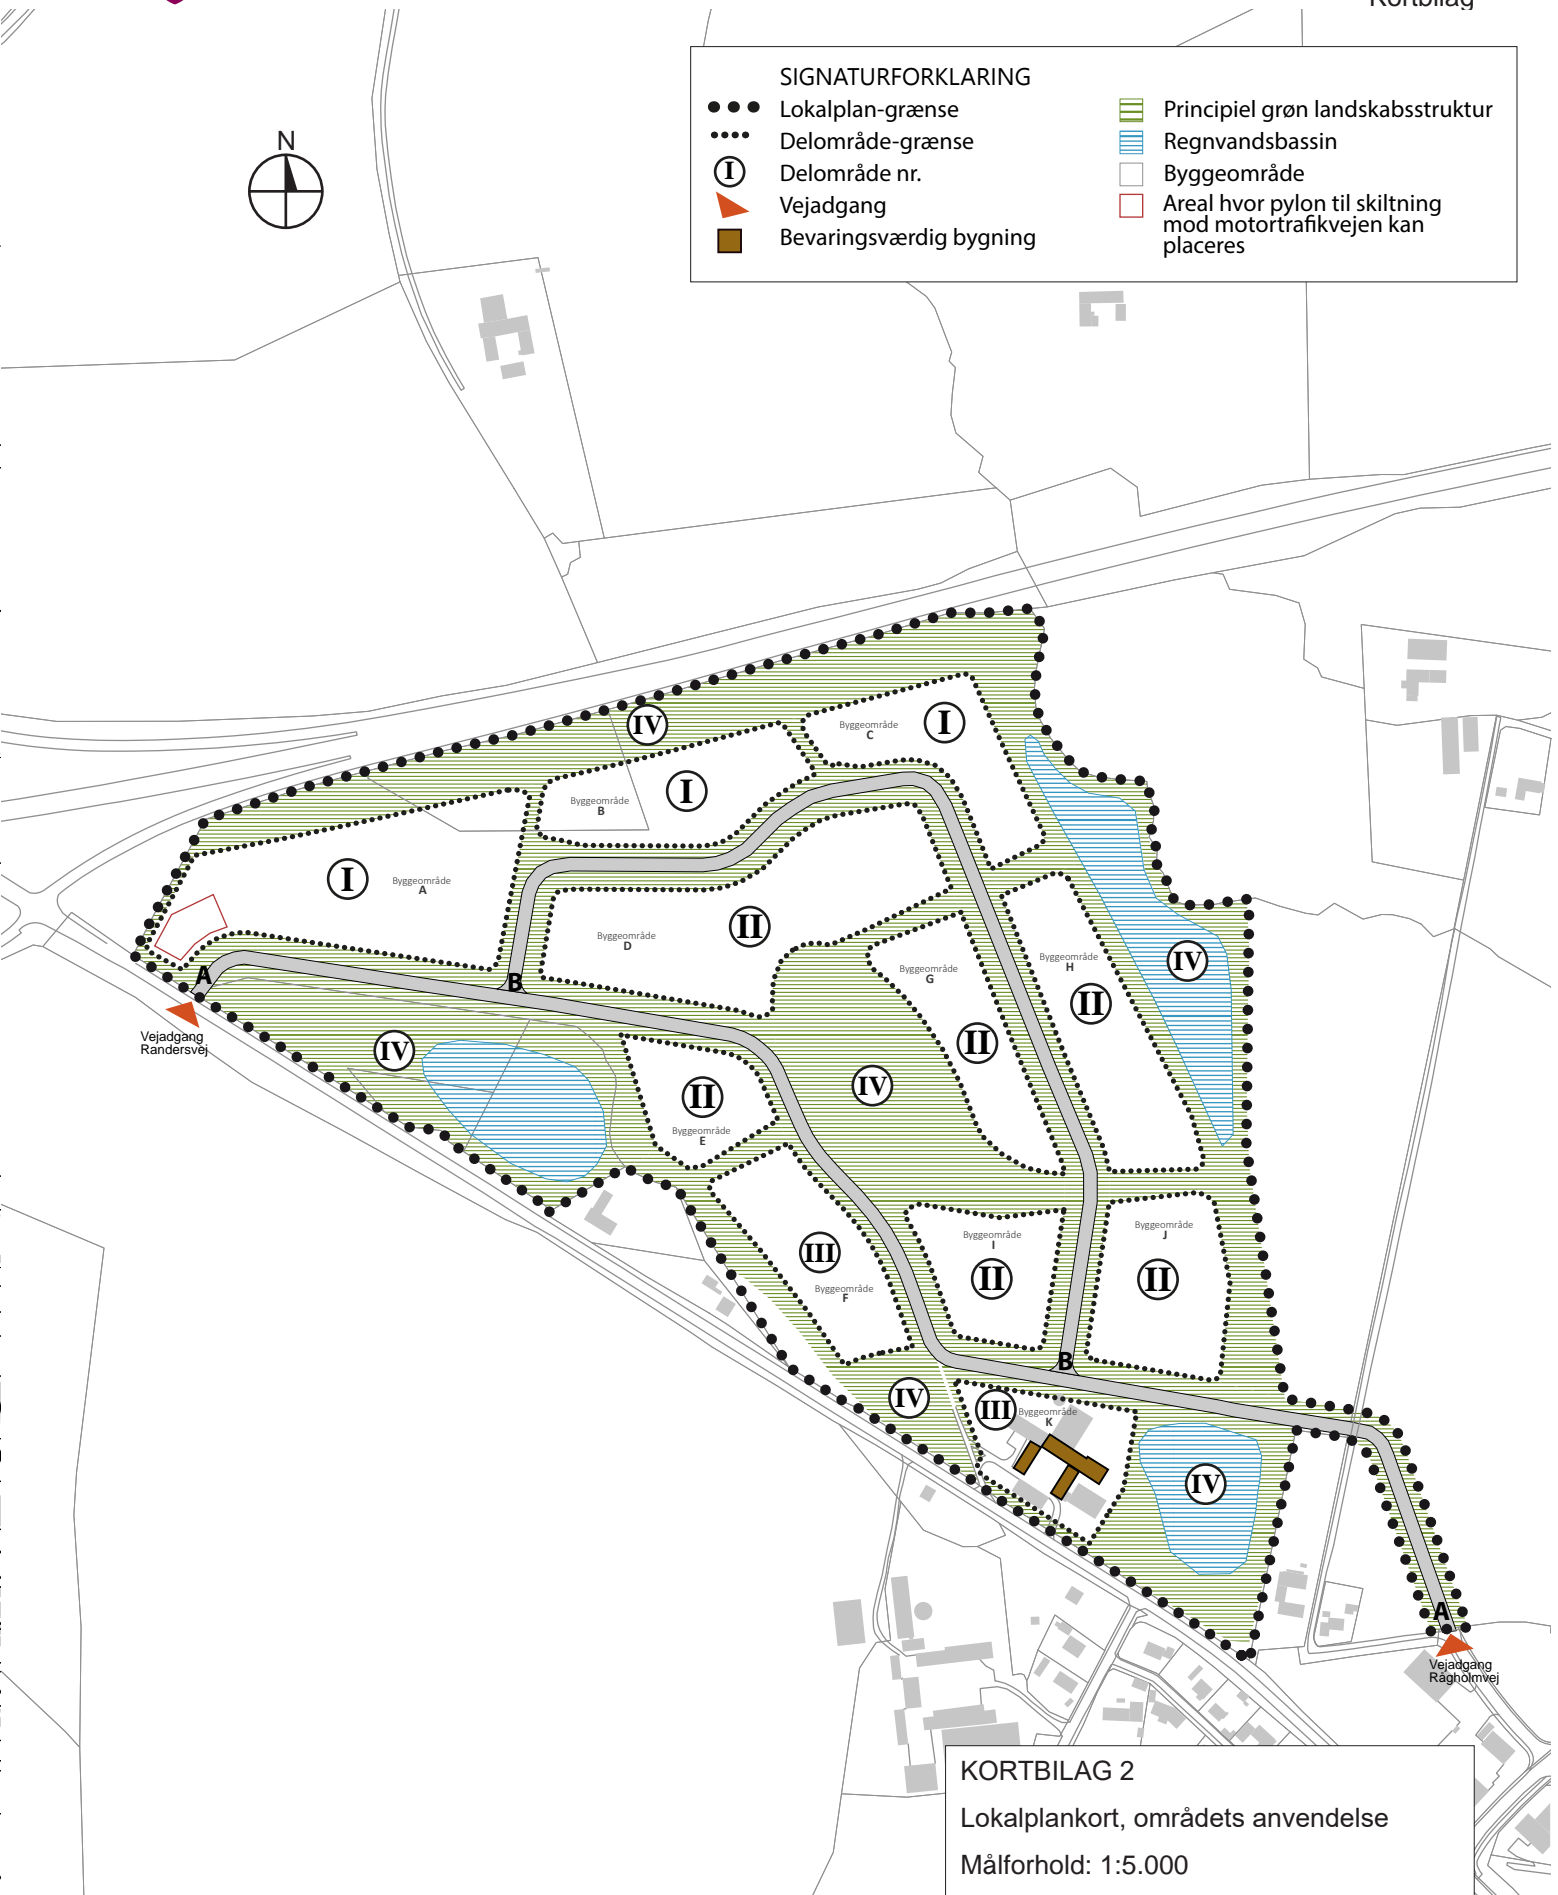 Kortbilag
SIGNATURFORKLARING
Lokalplan-grænse
Delområde-grænse
I
Delområde nr.
Vejadgang
Bevaringsværdig bygning
Principiel grøn landskabsstruktur
Regnvandsbassin
Byggeområde
Areal hvor pylon til skiltning
mod motortrafikvejen kan
placeres
N
IV
Byggeområde
C
I
Byggeområde
B
I
I
Byggeområde
A
Byggeområde
D
II
Byggeområde
G
Byggeområde
H
IV
A
B
II
Vejadgang
Randersvej
IV
II
IV
II
Byggeområde
E
III
Byggeområde
F
Byggeområde
I
II
Byggeområde
J
II
B
IV
III
Byggeområde
K
IV
A
Vejadgang
Rågholmvej
KORTBILAG 2
Lokalplankort, områdets anvendelse
Målforhold: 1:5.000